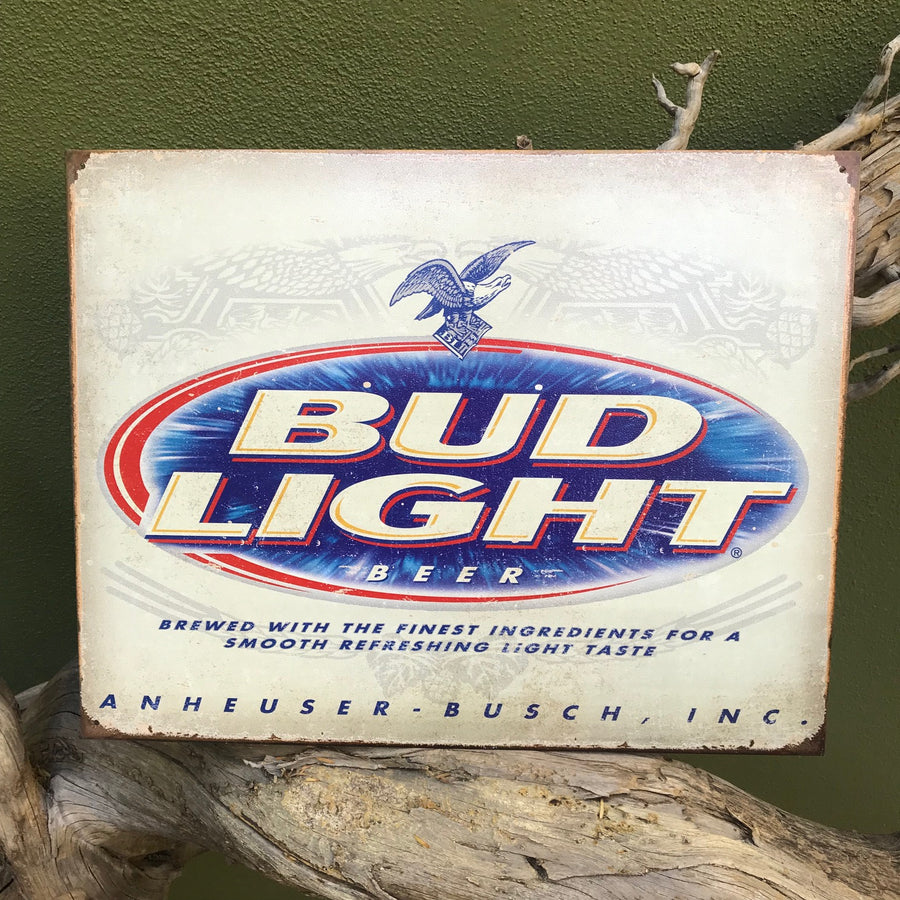 BUD
LIGHT
®
BEER
BREWED WITH THE FINEST INGREDIENTS FOR A
SMOOTH REFRESHING LIGHT TASTE
ANHEUSER-BUSCH, INC.